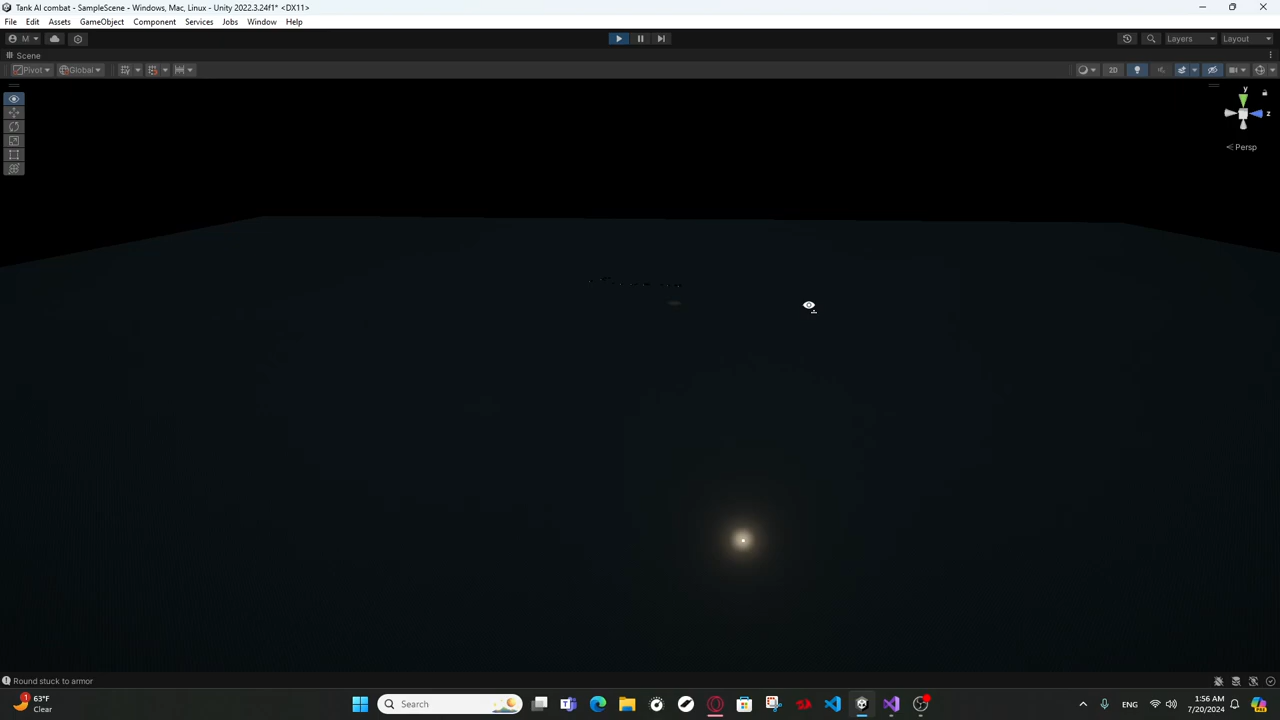 Tank AI combat - SampleScene - Windows, Mac, Linux - Unity 2022.3.24f1* <DX11>
File Edit Assets GameObject Component Services Jobs Window Help
M
Layers
Layout
Scene
Pivot
Global
2D
y
z
Persp
Round stuck to armor
1
63°F
Clear
Search
ENG
1:56 AM
7/20/2024